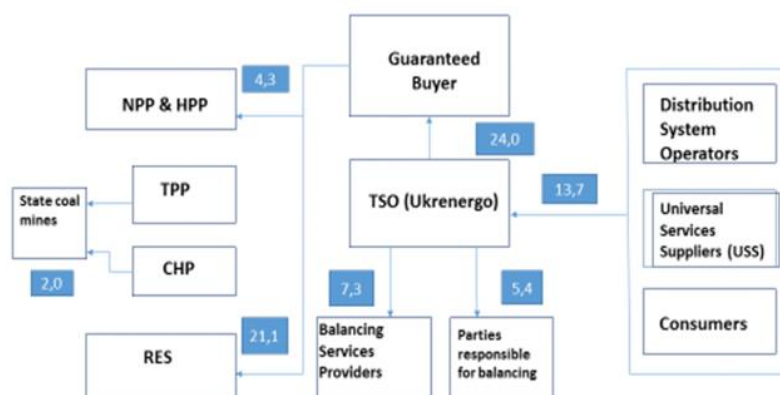 Guaranteed
Buyer
4,3
NPP & HPP
24,0
Distribution
System
Operators
TPP
State coal
mines
TSO (Ukrenergo)
13,7
Universal
Services
Suppliers (USS)
CHP
2,0
7,3
5,4
Consumers
21,1
RES
Balancing
Services
Providers
Parties
responsible
for balancing